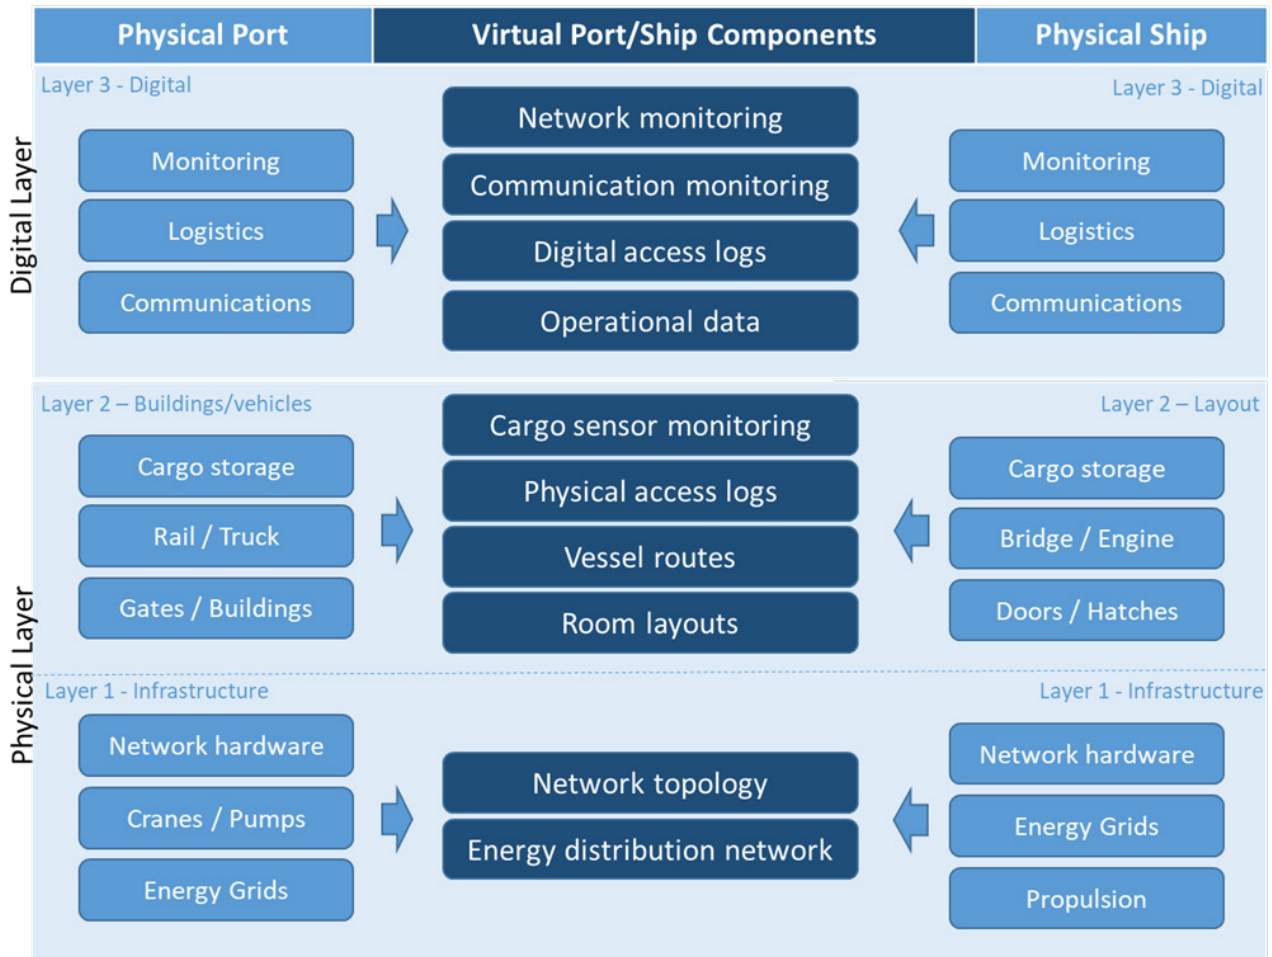 Physical Port
Virtual Port/Ship Components
Physical Ship
Digital Layer
Layer 3 - Digital
Monitoring
Logistics
Communications
Network monitoring
Communication monitoring
Digital access logs
Operational data
Layer 3 - Digital
Monitoring
Logistics
Communications
Physical Layer
Layer 2 – Buildings/vehicles
Cargo storage
Rail / Truck
Gates / Buildings
Cargo sensor monitoring
Physical access logs
Vessel routes
Room layouts
Layer 2 – Layout
Cargo storage
Bridge / Engine
Doors / Hatches
Layer 1 - Infrastructure
Network hardware
Cranes / Pumps
Energy Grids
Network topology
Energy distribution network
Layer 1 - Infrastructure
Network hardware
Energy Grids
Propulsion